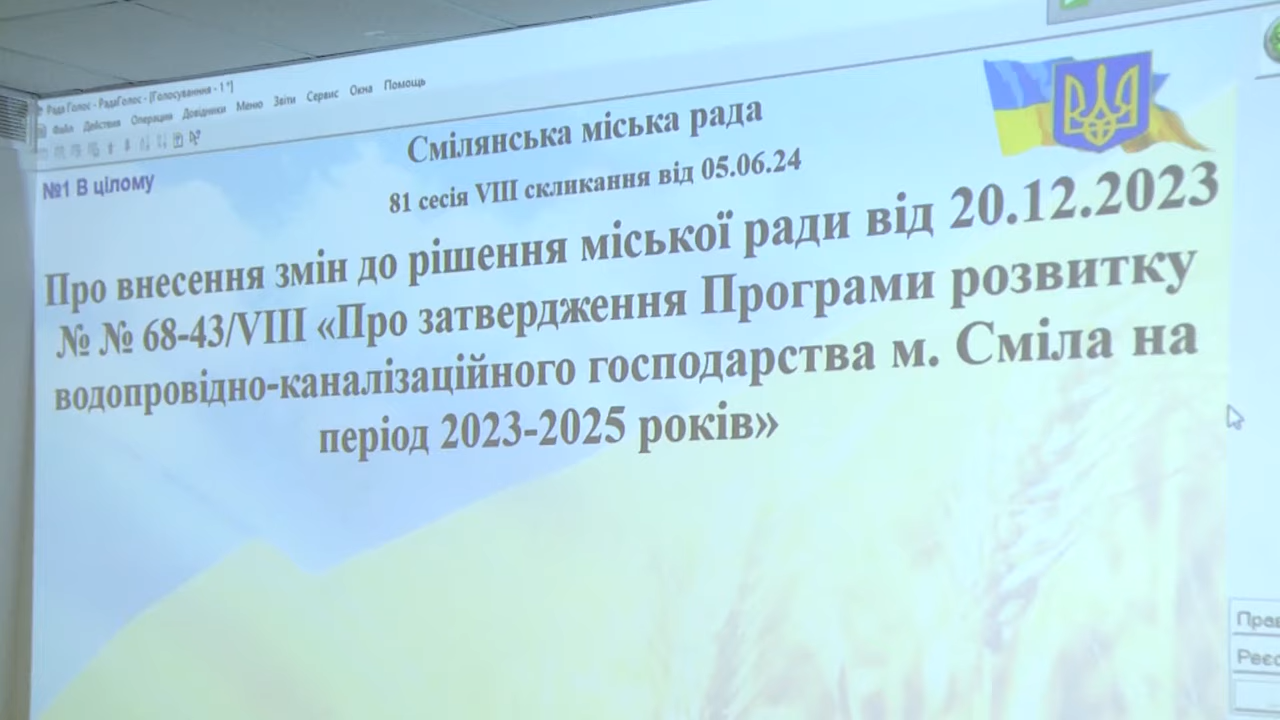 Рада Голос - РадаГолос - [Голосування - 1 *]
Файл Действия Операции Довідники Меню Звіти Сервис Окна Помощь
№1 В цілому
Смілянська міська рада
81 сесія VIII скликання від 05.06.24
Про внесення змін до рішення міської ради від 20.12.2023
№ № 68-43/VIII «Про затвердження Програми розвитку
водопровідно-каналізаційного господарства м. Сміла на
період 2023-2025 років»